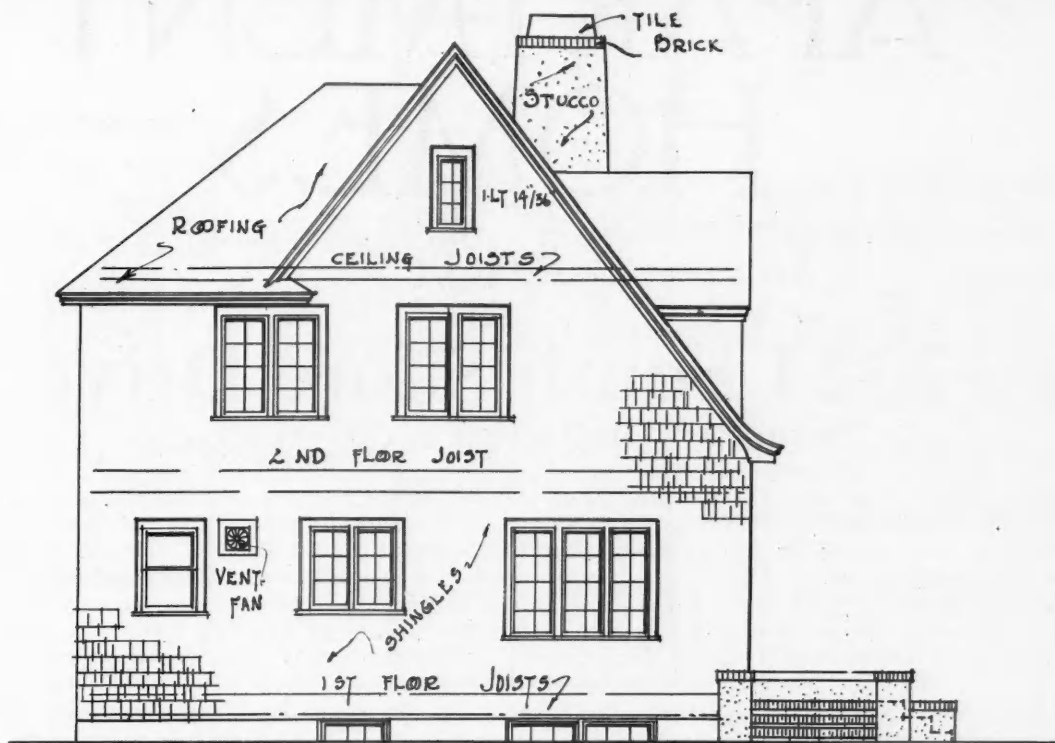 TILE
BRICK
STUCCO
1-LT 14"/36
ROOFING
CEILING JOISTS
2ND FLOOR JOIST
VENT.
FAN
SHINGLES
1ST FLOOR JOISTS